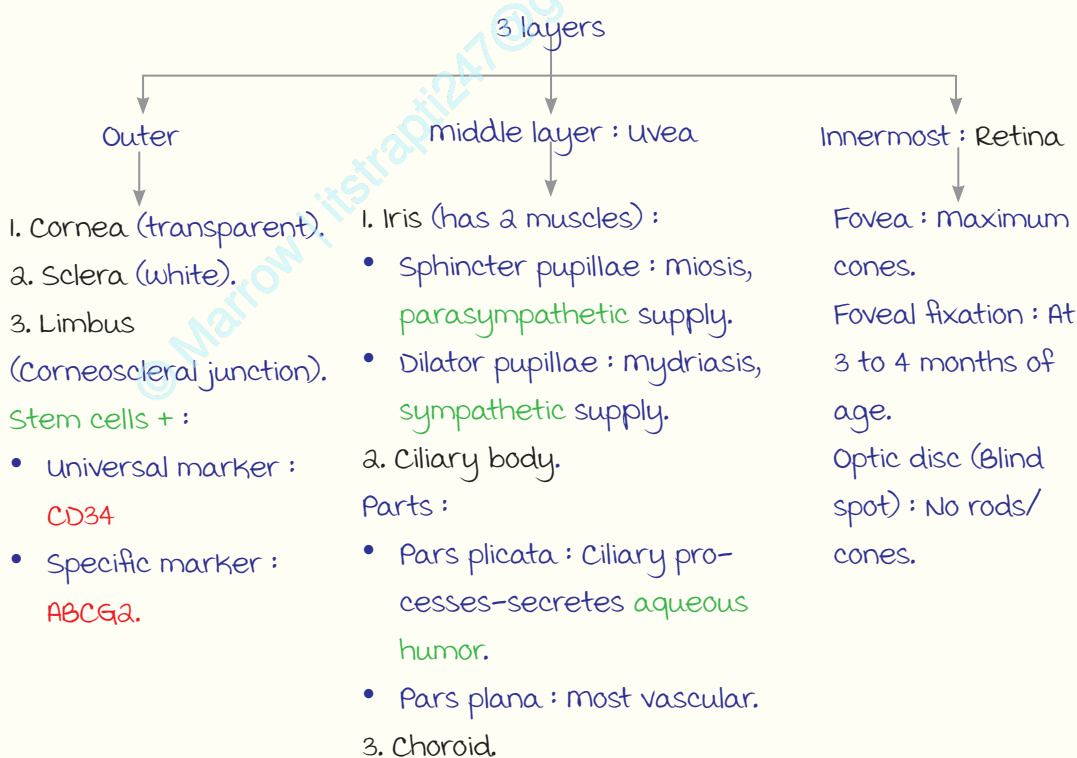 3 layers
Outer
1. Cornea (transparent).
2. Sclera (white).
3. Limbus
(Corneoscleral junction).
Stem cells + :
• Universal marker :
CD34
• Specific marker :
ABCG2.
middle layer : Uvea
1. Iris (has 2 muscles) :
• Sphincter pupillae : miosis,
parasympathetic supply.
• Dilator pupillae : mydriasis,
sympathetic supply.
2. Ciliary body.
Parts :
• Pars plicata : Ciliary pro-
cesses-secretes aqueous
humor.
• Pars plana : most vascular.
3. Choroid.
Innermost : Retina
Fovea : maximum
cones.
Foveal fixation : At
3 to 4 months of
age.
Optic disc (Blind
spot) : No rods/
cones.
© Marrow | itstrapti247@g